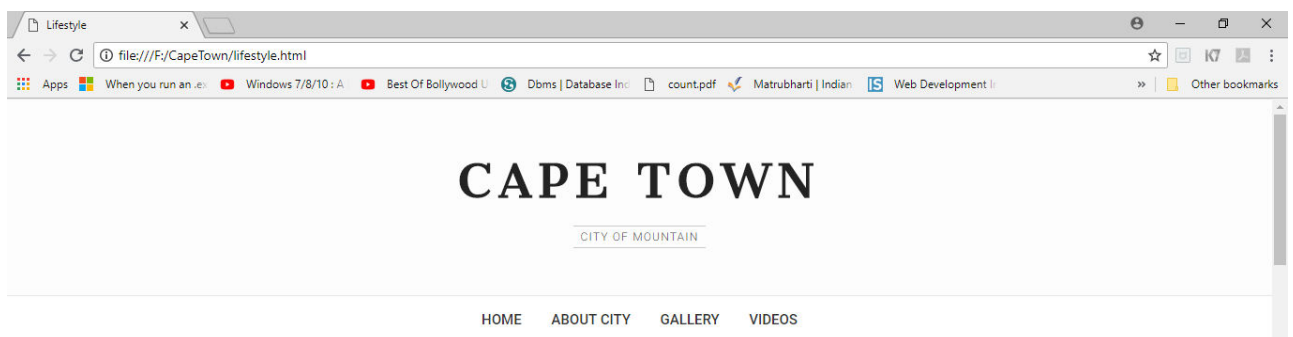 Lifestyle
file:///F:/CapeTown/lifestyle.html K7
Apps When you run an .ex Windows 7/8/10 : A Best Of Bollywood U Dbms | Database Ind count.pdf Matrubharti | Indian Web Development In » Other bookmarks
CAPE TOWN
CITY OF MOUNTAIN
HOME ABOUT CITY GALLERY VIDEOS